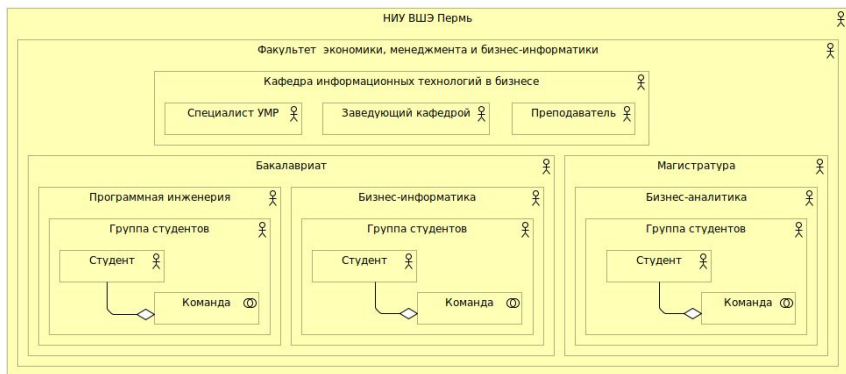 НИУ ВШЭ Пермь
Факультет экономики, менеджмента и бизнес-информатики
Кафедра информационных технологий в бизнесе
Специалист УМР
Заведующий кафедрой
Преподаватель
Бакалавриат
Магистратура
Программная инженерия
Бизнес-информатика
Бизнес-аналитика
Группа студентов
Группа студентов
Группа студентов
Студент
Студент
Студент
Команда
Команда
Команда